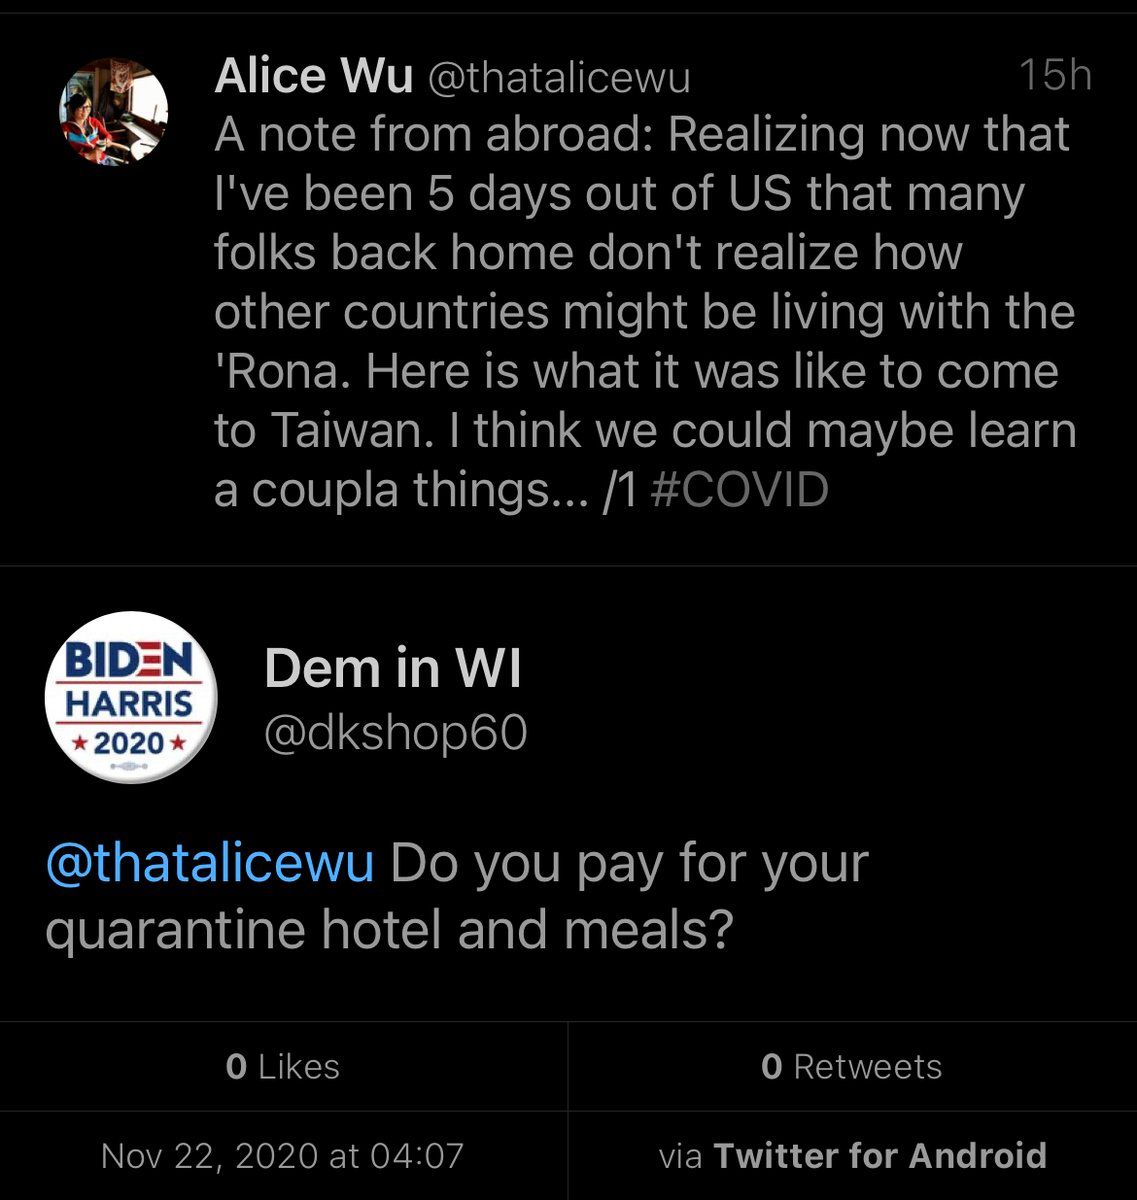 Alice Wu @thatalicewu 15h
A note from abroad: Realizing now that
I've been 5 days out of US that many
folks back home don't realize how
other countries might be living with the
'Rona. Here is what it was like to come
to Taiwan. I think we could maybe learn
a coupla things... /1 #COVID
BIDEN
HARRIS
2020
Dem in WI
@dkshop60
@thatalicewu Do you pay for your
quarantine hotel and meals?
0 Likes
0 Retweets
Nov 22, 2020 at 04:07
via Twitter for Android